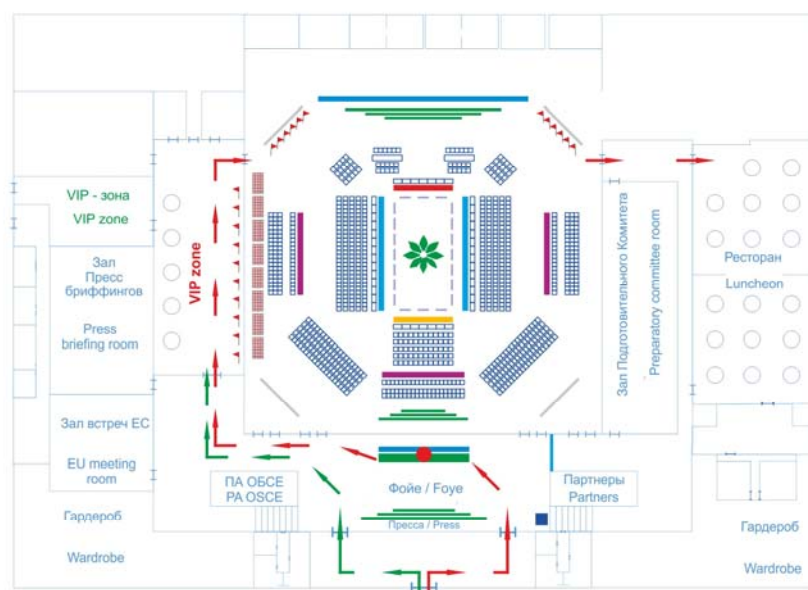 VIP - зона
VIP zone
Зал
Пресс
бриффингов
Press
briefing room
Зал встреч ЕС
EU meeting
room
Гардероб
Wardrobe
VIP zone
ПА ОБСЕ
PA OSCE
Фойе / Foye
Пресса / Press
Партнеры
Partners
Зал Подготовительного Комитета
Preparatory committee room
Ресторан
Luncheon
Гардероб
Wardrobe